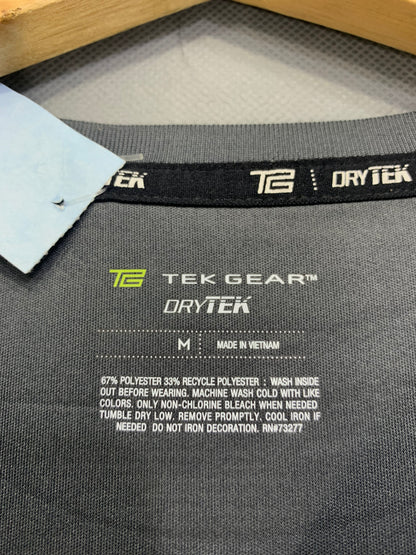 TEK TG DRYTEK
TG TEK GEAR™
DRYTEK
M MADE IN VIETNAM
67% POLYESTER 33% RECYCLE POLYESTER : WASH INSIDE
OUT BEFORE WEARING. MACHINE WASH COLD WITH LIKE
COLORS. ONLY NON-CHLORINE BLEACH WHEN NEEDED
TUMBLE DRY LOW. REMOVE PROMPTLY. COOL IRON IF
NEEDED DO NOT IRON DECORATION. RN#73277